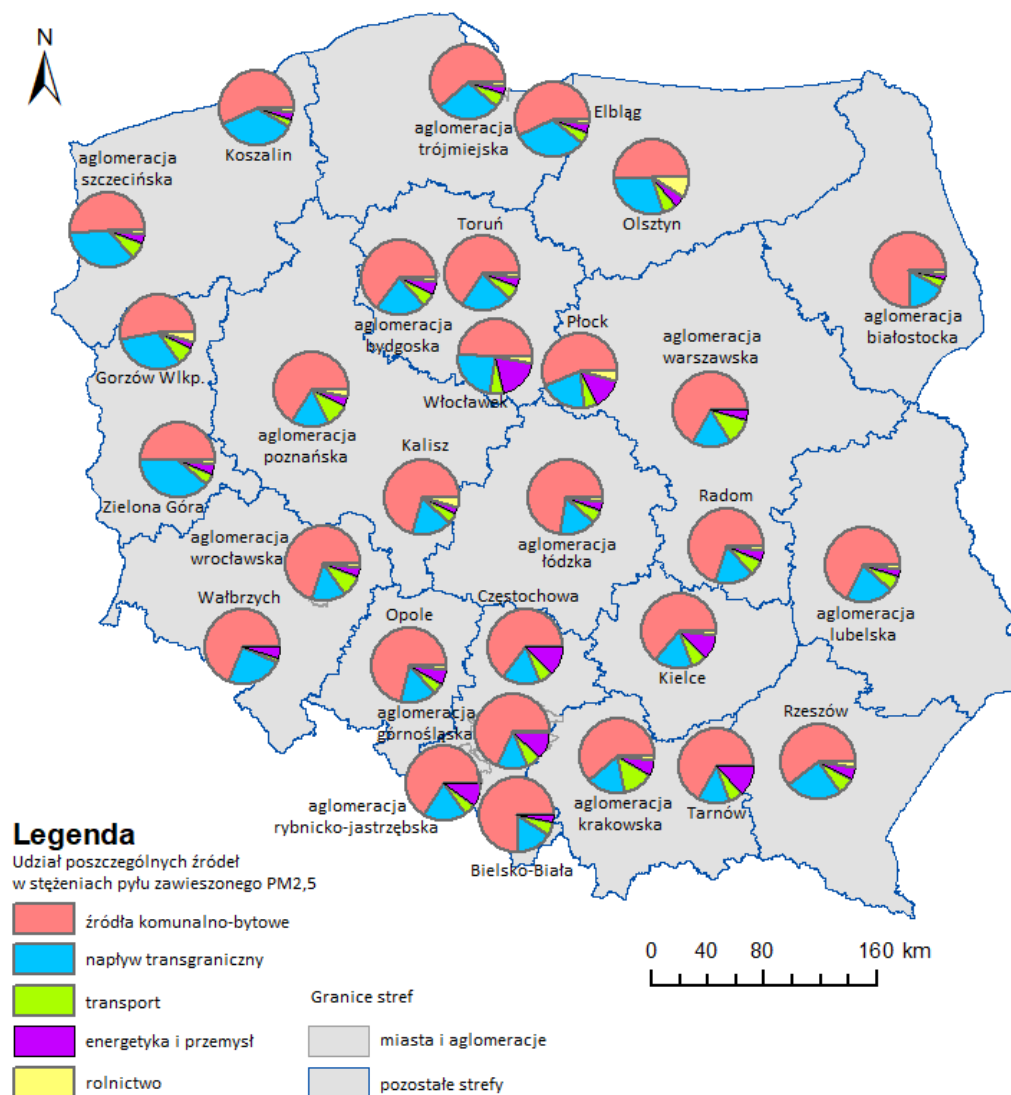 N
Koszalin
aglomeracja
trójmiejska
Elbląg
aglomeracja
szczecińska
Olsztyn
Toruń
aglomeracja
bydgoska
aglomeracja
białostocka
Gorzów Wlkp.
Włocławek
Płock
aglomeracja
warszawska
aglomeracja
poznańska
Kalisz
Zielona Góra
aglomeracja
łódzka
Radom
aglomeracja
wrocławska
aglomeracja
lubelska
Wałbrzych
Opole
Częstochowa
Kielce
aglomeracja
górnośląska
Rzeszów
aglomeracja
rybnicko-jastrzębska
Bielsko-Biała
aglomeracja
krakowska
Tarnów
Legenda
Udział poszczególnych źródeł
w stężeniach pyłu zawieszonego PM2,5
źródła komunalno-bytowe
napływ transgraniczny
transport
energetyka i przemysł
rolnictwo
Granice stref
miasta i aglomeracje
pozostałe strefy
0 40 80 160 km